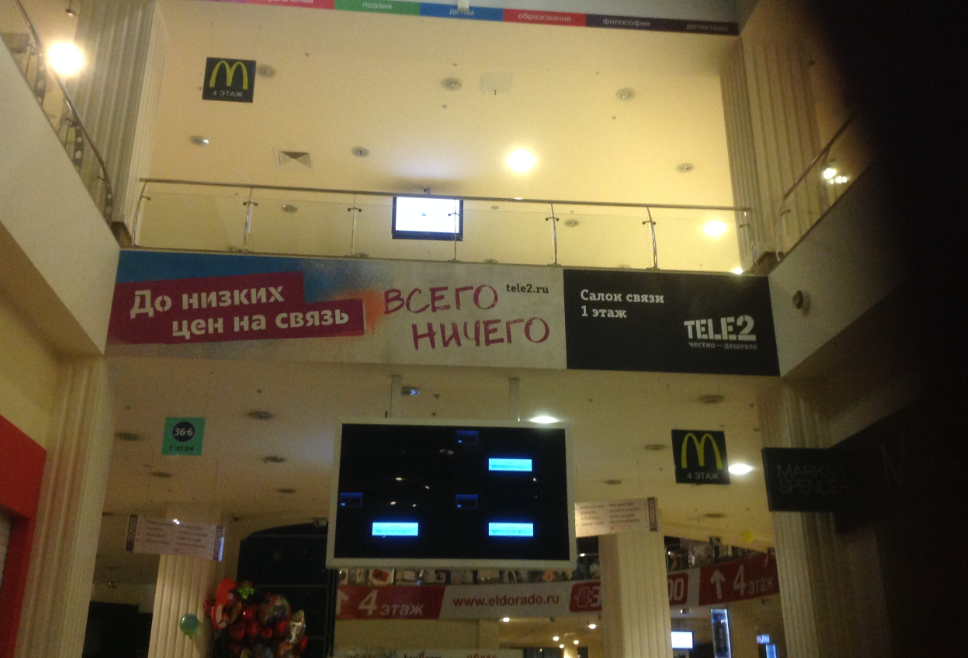 поэзия
детям
образование
философия
детективы
4 ЭТАЖ
До низких
цен на связь
ВСЕГО
НИЧЕГО
tele2.ru
Салон связи
1 этаж
TELE2
честно — дешевле
36·6
4 ЭТАЖ
MARKS
SPENCER
4 этаж
www.eldorado.ru
4 этаж